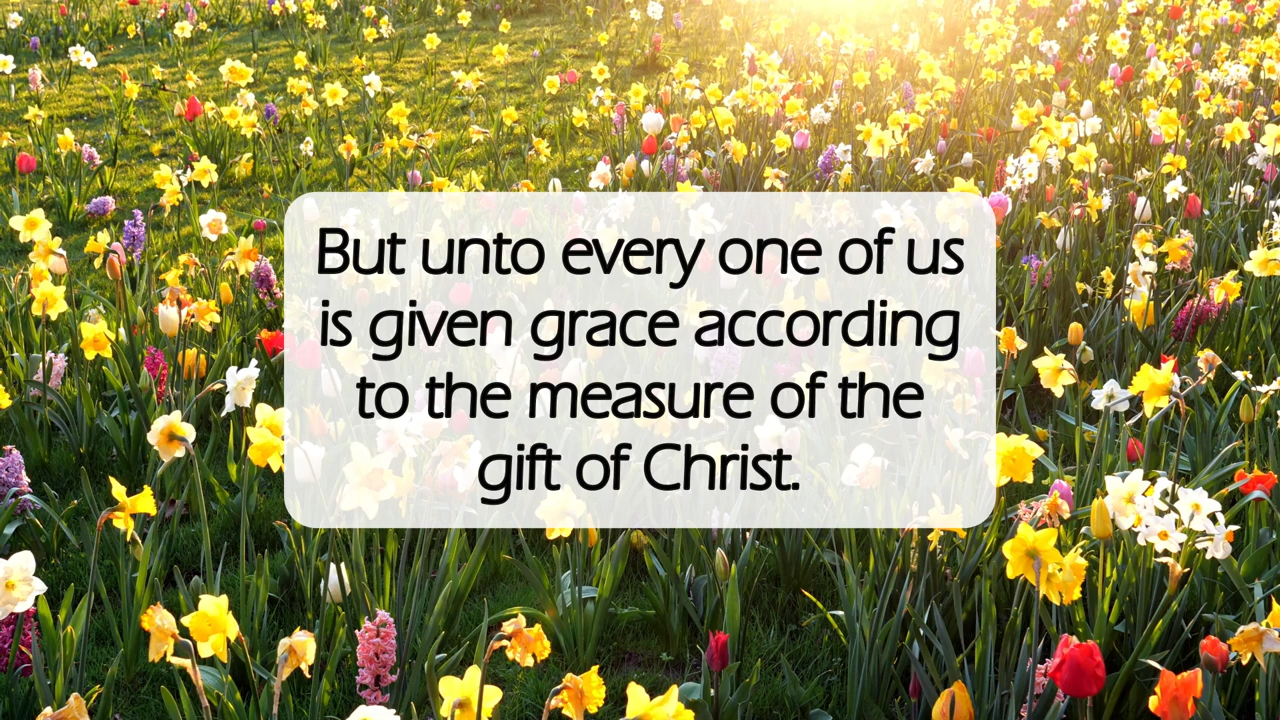 But unto every one of us
is given grace according
to the measure of the
gift of Christ.